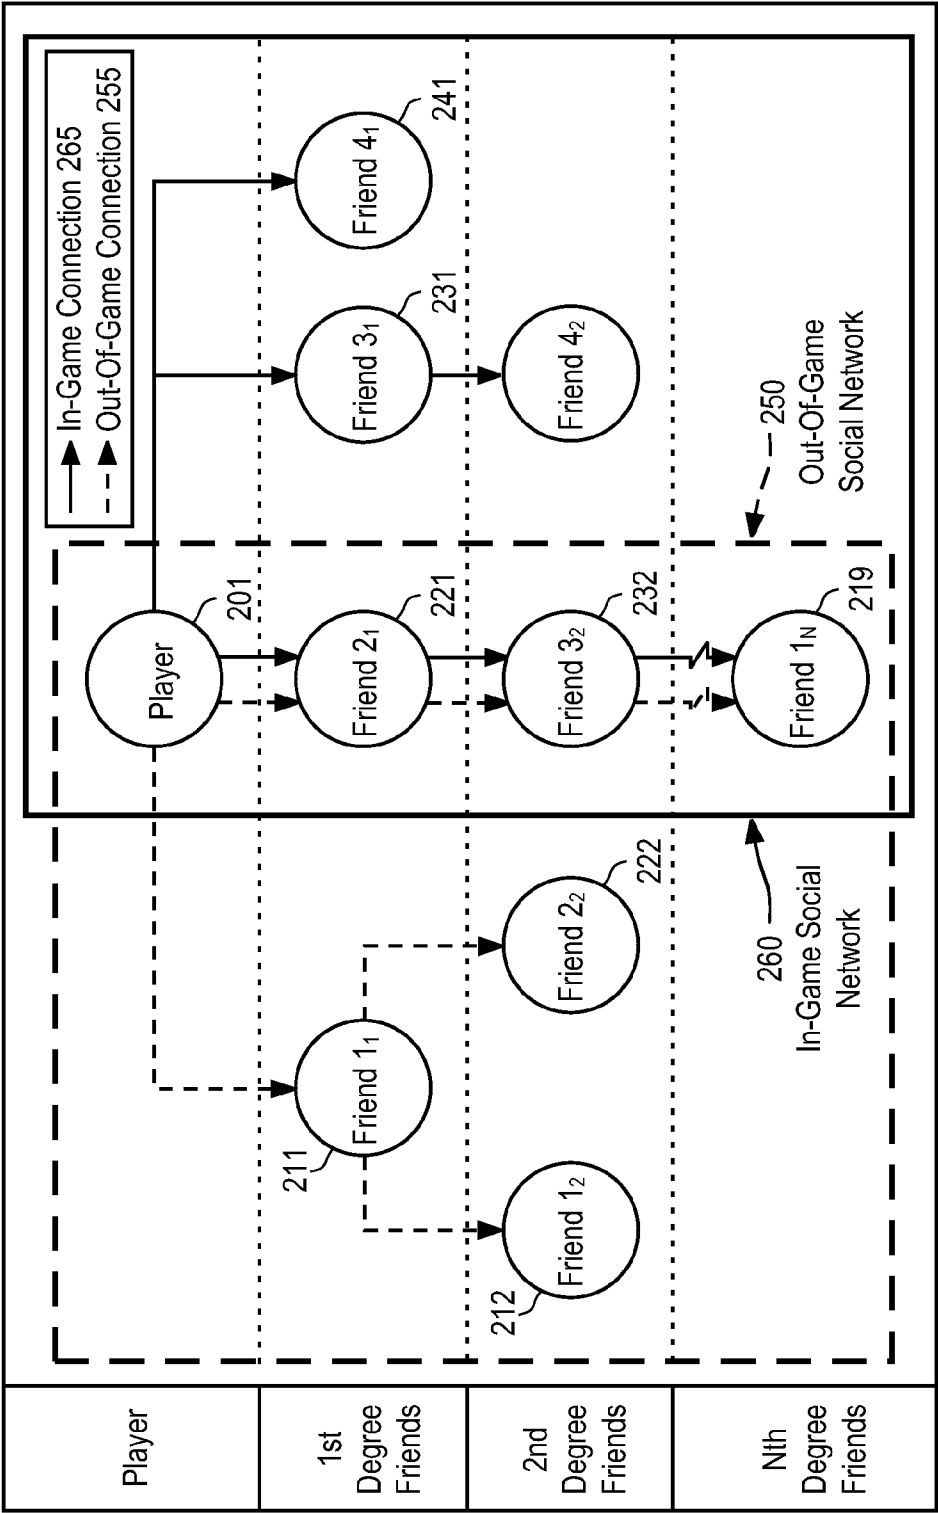 Player
1st
Degree
Friends
2nd
Degree
Friends
Nth
Degree
Friends
In-Game Connection 265
Out-Of-Game Connection 255
Player
201
Friend 1₁
211
Friend 2₁
221
Friend 3₁
231
Friend 4₁
241
Friend 1₂
212
Friend 2₂
222
Friend 3₂
232
Friend 4₂
Friend 1N
219
260
In-Game Social
Network
250
Out-Of-Game
Social Network